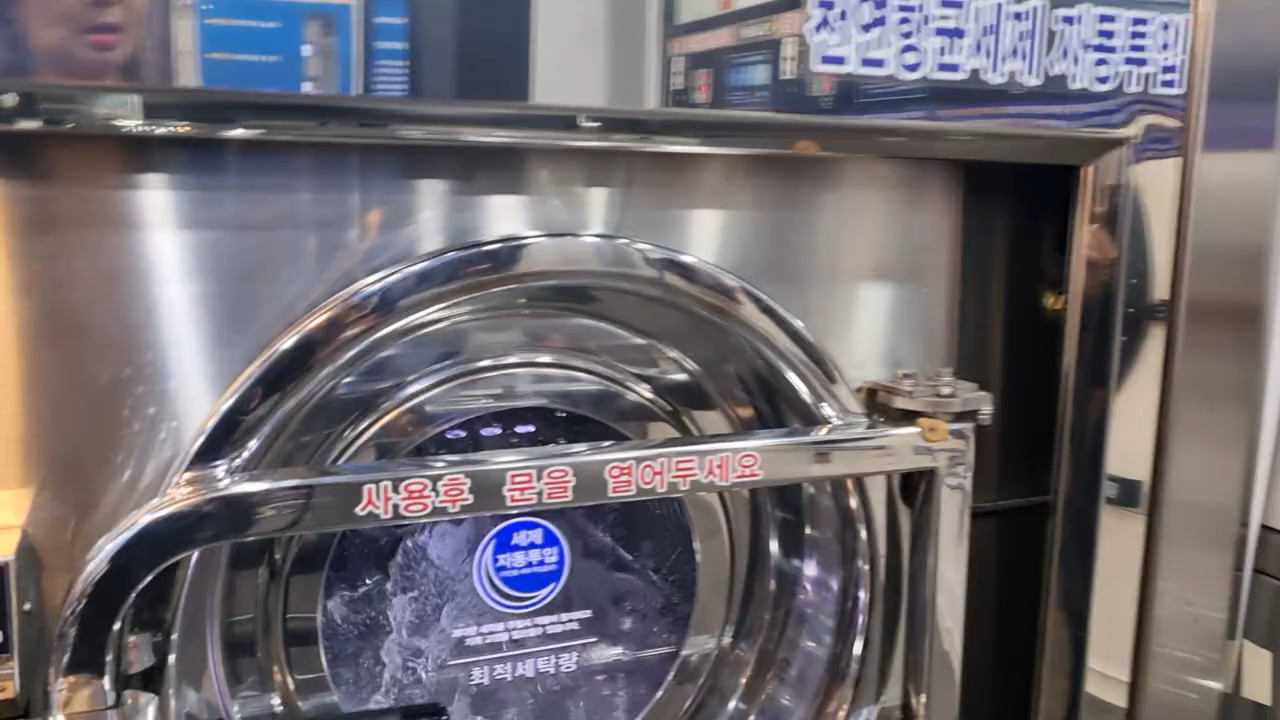 천연항균세제 자동투입
사용후 문을 열어두세요
세제
자동투입
최적세탁량